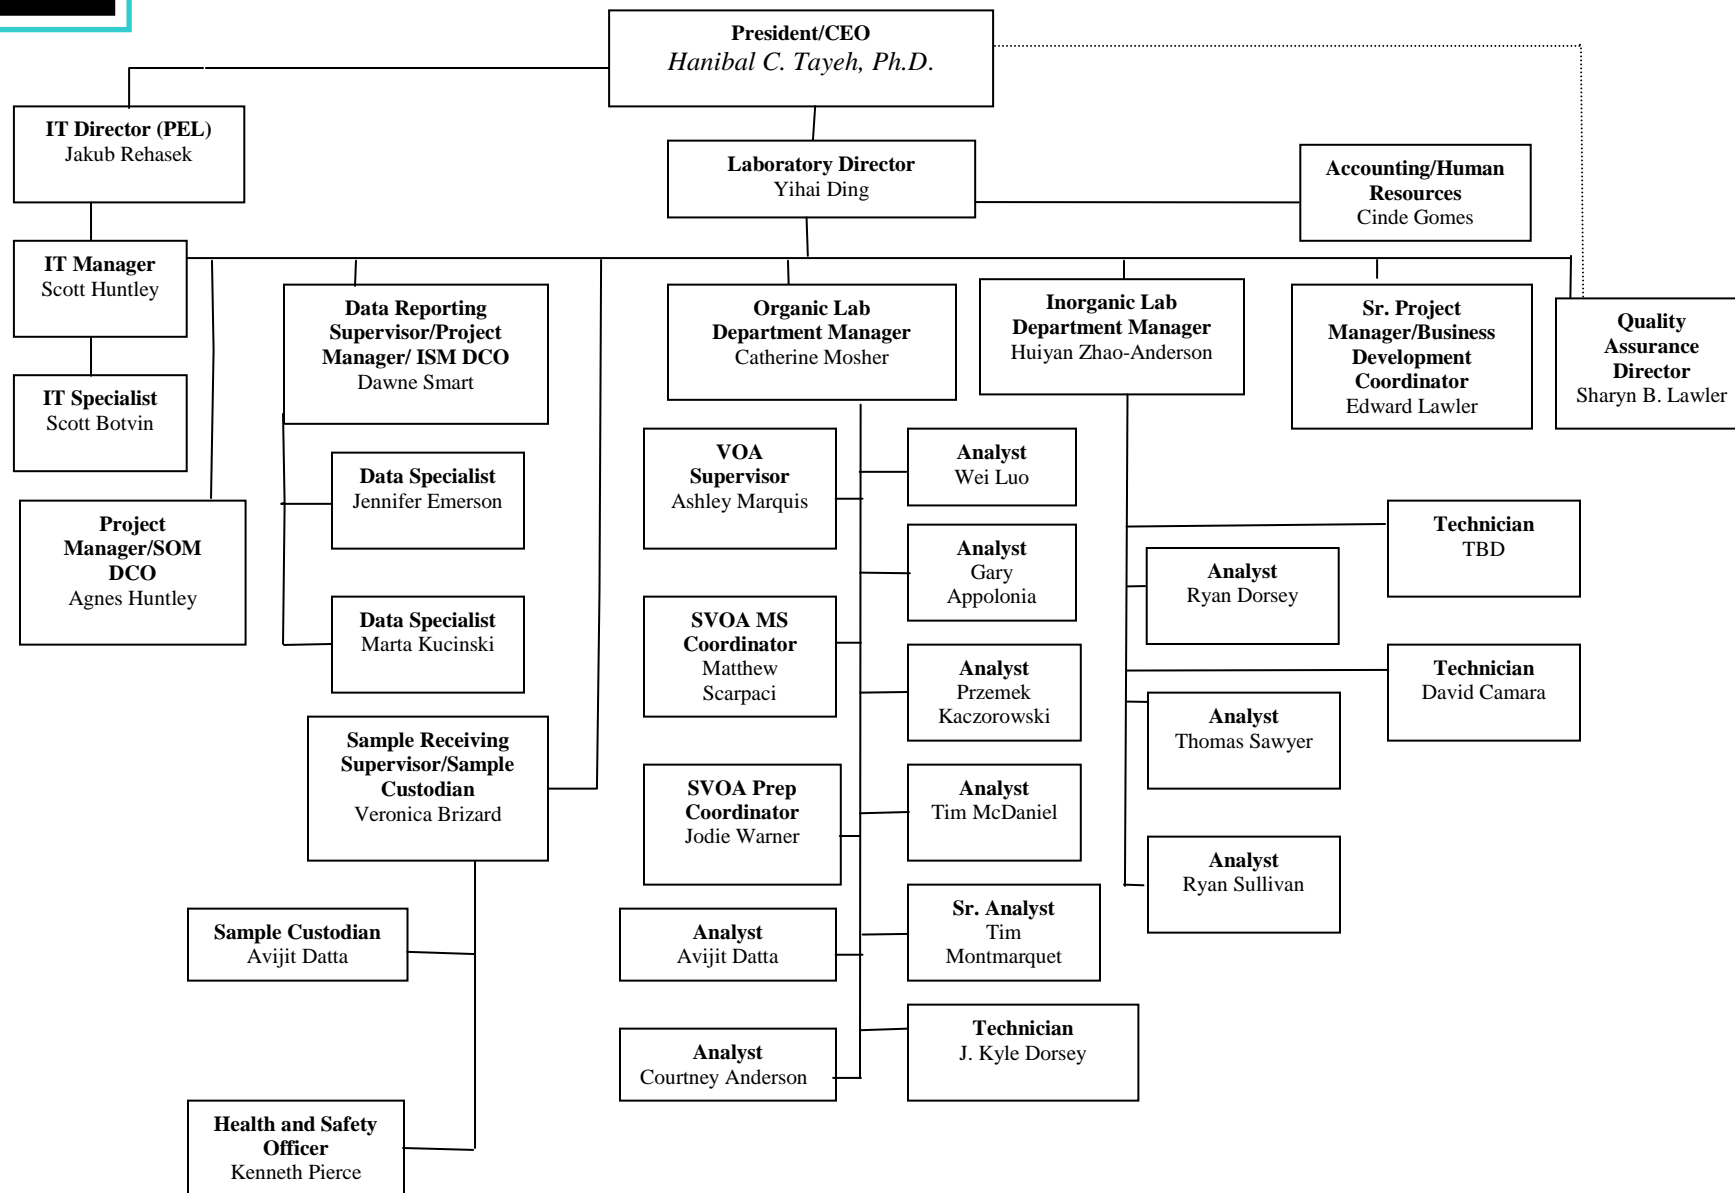 President/CEO
Hanibal C. Tayeh, Ph.D.
IT Director (PEL)
Jakub Rehasek
Laboratory Director
Yihai Ding
Accounting/Human
Resources
Cinde Gomes
IT Manager
Scott Huntley
Data Reporting
Supervisor/Project
Manager/ ISM DCO
Dawne Smart
Organic Lab
Department Manager
Catherine Mosher
Inorganic Lab
Department Manager
Huiyan Zhao-Anderson
Sr. Project
Manager/Business
Development
Coordinator
Edward Lawler
Quality
Assurance
Director
Sharyn B. Lawler
IT Specialist
Scott Botvin
Project
Manager/SOM
DCO
Agnes Huntley
Data Specialist
Jennifer Emerson
Data Specialist
Marta Kucinski
Sample Receiving
Supervisor/Sample
Custodian
Veronica Brizard
Sample Custodian
Avijit Datta
Health and Safety
Officer
Kenneth Pierce
VOA
Supervisor
Ashley Marquis
SVOA MS
Coordinator
Matthew
Scarpaci
SVOA Prep
Coordinator
Jodie Warner
Analyst
Avijit Datta
Analyst
Courtney Anderson
Analyst
Wei Luo
Analyst
Gary
Appolonia
Analyst
Przemek
Kaczorowski
Analyst
Tim McDaniel
Sr. Analyst
Tim
Montmarquet
Technician
J. Kyle Dorsey
Analyst
Ryan Dorsey
Analyst
Thomas Sawyer
Analyst
Ryan Sullivan
Technician
TBD
Technician
David Camara